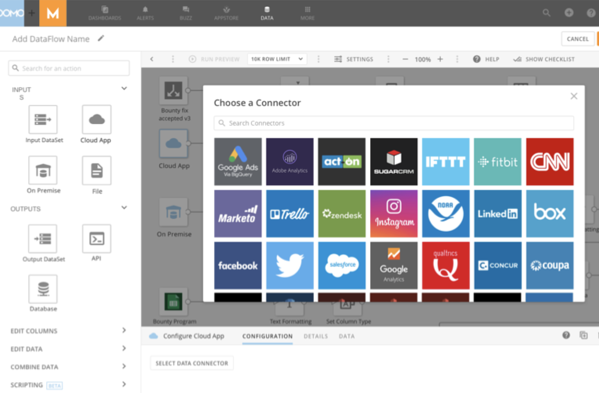 DOMO
+
M
DASHBOARDS
ALERTS
BUZZ
APPSTORE
DATA
MORE
Add DataFlow Name
CANCEL
Search for an action
RUN PREVIEW
10K ROW LIMIT
SETTINGS
− 100% +
HELP
SHOW CHECKLIST
INPUT
S
Input DataSet
Cloud App
On Premise
File
OUTPUTS
Output DataSet
API
Database
EDIT COLUMNS
EDIT DATA
COMBINE DATA
SCRIPTING BETA
Bounty fix
accepted v3
Cloud App
On Premise
Bounty Program
Text Formatting
Set Column Type
Choose a Connector
Search Connectors
Google Ads
Via BigQuery
Adobe Analytics
act-on
SUGARCRM
IFTTT
fitbit
CNN
Marketo
Trello
zendesk
Instagram
NOAA
LinkedIn
box
facebook
salesforce
Google
Analytics
qualtrics
Q
CONCUR
coupa
Configure Cloud App
CONFIGURATION
DETAILS
DATA
SELECT DATA CONNECTOR